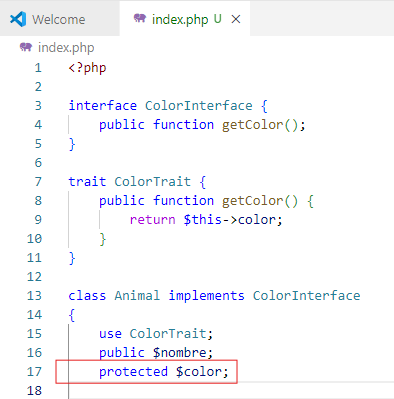 Welcome
index.php U ×
index.php
1 <?php
2
3 interface ColorInterface {
4 public function getColor();
5 }
6
7 trait ColorTrait {
8 public function getColor() {
9 return $this->color;
10 }
11 }
12
13 class Animal implements ColorInterface
14 {
15 use ColorTrait;
16 public $nombre;
17 protected $color;
18